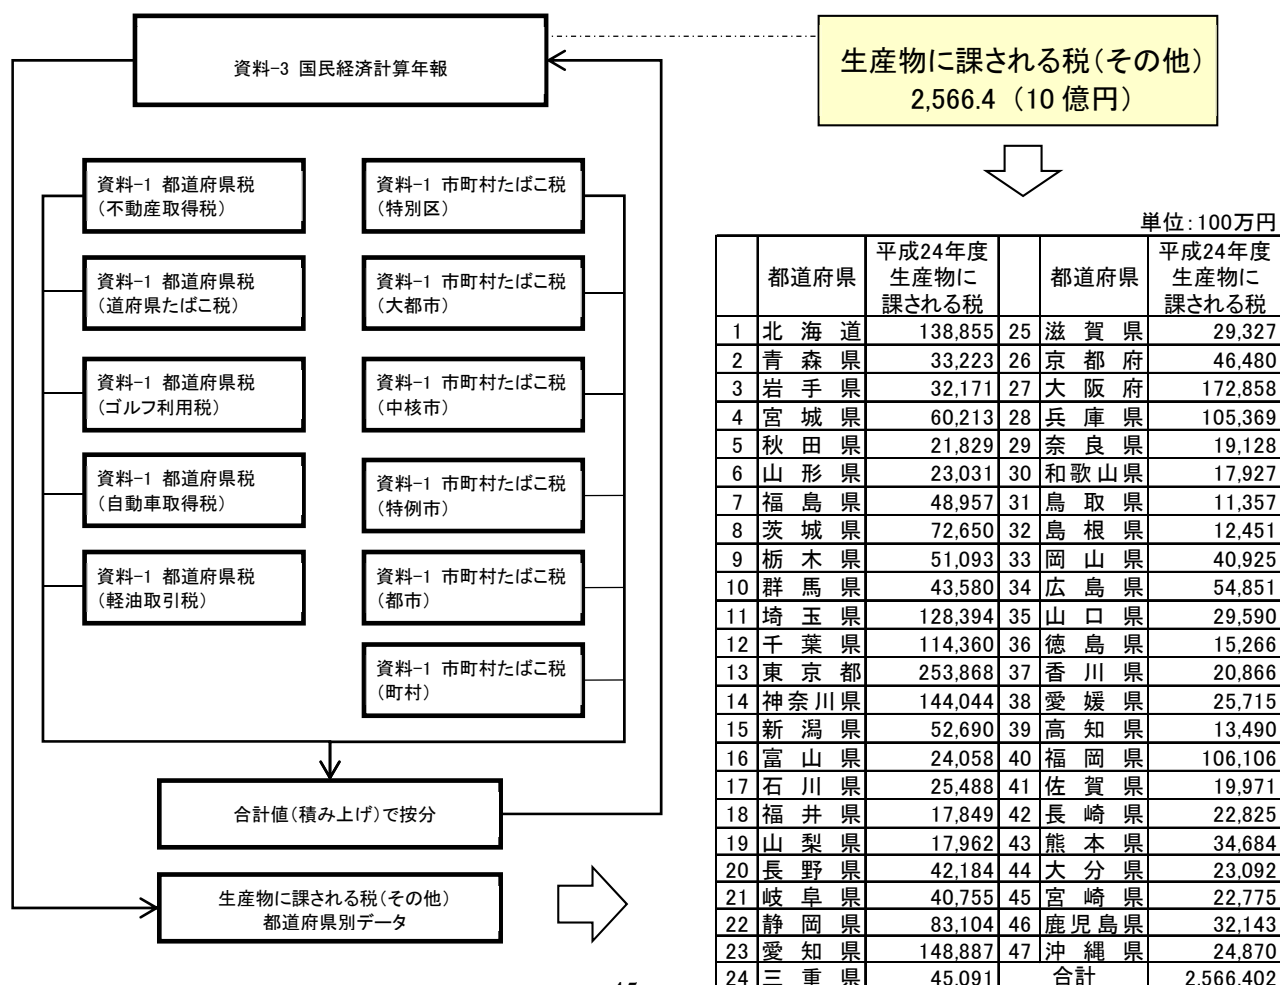 資料-3 国民経済計算年報
生産物に課される税(その他)
2,566.4 (10 億円)
資料-1 都道府県税
(不動産取得税)
資料-1 市町村たばこ税
(特別区)
資料-1 都道府県税
(道府県たばこ税)
資料-1 市町村たばこ税
(大都市)
資料-1 都道府県税
(ゴルフ利用税)
資料-1 市町村たばこ税
(中核市)
資料-1 都道府県税
(自動車取得税)
資料-1 市町村たばこ税
(特例市)
資料-1 都道府県税
(軽油取引税)
資料-1 市町村たばこ税
(都市)
資料-1 市町村たばこ税
(町村)
合計値(積み上げ)で按分
生産物に課される税(その他)
都道府県別データ
単位:100万円
都道府県 平成24年度 生産物に 課される税 都道府県 平成24年度 生産物に 課される税
1 北海道 138,855 25 滋賀県 29,327
2 青森県 33,223 26 京都府 46,480
3 岩手県 32,171 27 大阪府 172,858
4 宮城県 60,213 28 兵庫県 105,369
5 秋田県 21,829 29 奈良県 19,128
6 山形県 23,031 30 和歌山県 17,927
7 福島県 48,957 31 鳥取県 11,357
8 茨城県 72,650 32 島根県 12,451
9 栃木県 51,093 33 岡山県 40,925
10 群馬県 43,580 34 広島県 54,851
11 埼玉県 128,394 35 山口県 29,590
12 千葉県 114,360 36 徳島県 15,266
13 東京都 253,868 37 香川県 20,866
14 神奈川県 144,044 38 愛媛県 25,715
15 新潟県 52,690 39 高知県 13,490
16 富山県 24,058 40 福岡県 106,106
17 石川県 25,488 41 佐賀県 19,971
18 福井県 17,849 42 長崎県 22,825
19 山梨県 17,962 43 熊本県 34,684
20 長野県 42,184 44 大分県 23,092
21 岐阜県 40,755 45 宮崎県 22,775
22 静岡県 83,104 46 鹿児島県 32,143
23 愛知県 148,887 47 沖縄県 24,870
24 三重県 45,091 合計 2,566,402